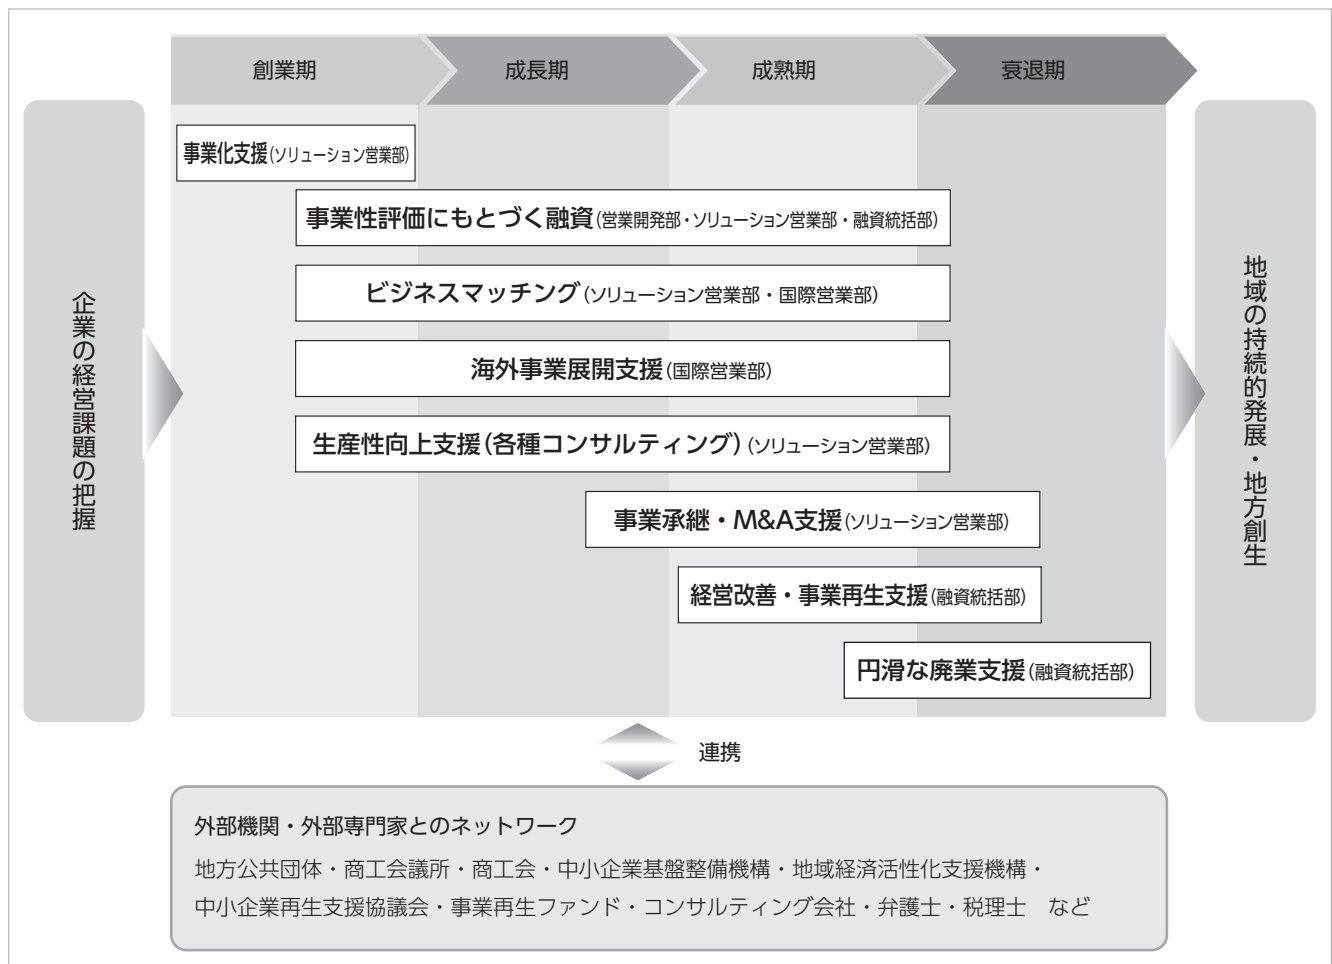 創業期
成長期
成熟期
衰退期
企業の経営課題の把握
事業化支援(ソリューション営業部)
事業性評価にもとづく融資(営業開発部・ソリューション営業部・融資統括部)
ビジネスマッチング(ソリューション営業部・国際営業部)
海外事業展開支援(国際営業部)
生産性向上支援(各種コンサルティング)(ソリューション営業部)
事業承継・M&A支援(ソリューション営業部)
経営改善・事業再生支援(融資統括部)
円滑な廃業支援(融資統括部)
地域の持続的発展・地方創生
連携
外部機関・外部専門家とのネットワーク
地方公共団体・商工会議所・商工会・中小企業基盤整備機構・地域経済活性化支援機構・
中小企業再生支援協議会・事業再生ファンド・コンサルティング会社・弁護士・税理士　など